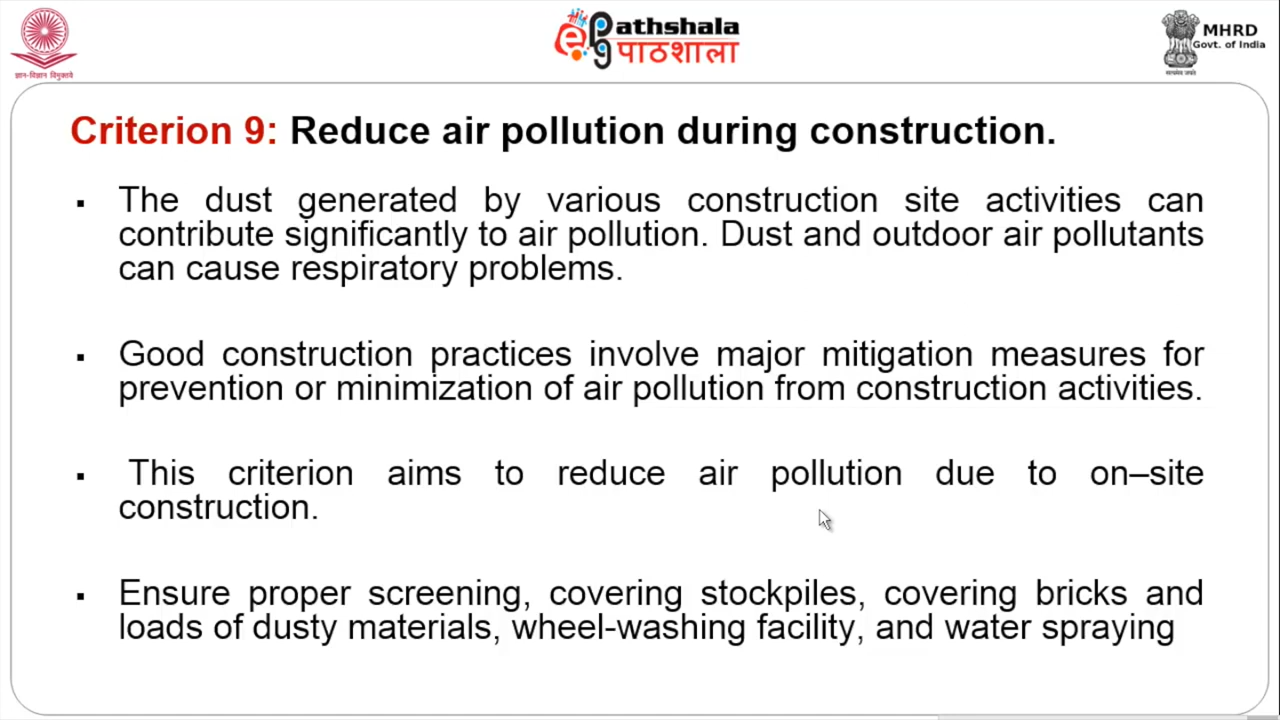 ज्ञान-विज्ञान विमुक्तये
ePathshala
पाठशाला
MHRD
Govt. of India
सत्यमेव जयते
Criterion 9: Reduce air pollution during construction.
▪ The dust generated by various construction site activities can
contribute significantly to air pollution. Dust and outdoor air pollutants
can cause respiratory problems.
▪ Good construction practices involve major mitigation measures for
prevention or minimization of air pollution from construction activities.
▪ This criterion aims to reduce air pollution due to on–site
construction.
▪ Ensure proper screening, covering stockpiles, covering bricks and
loads of dusty materials, wheel-washing facility, and water spraying